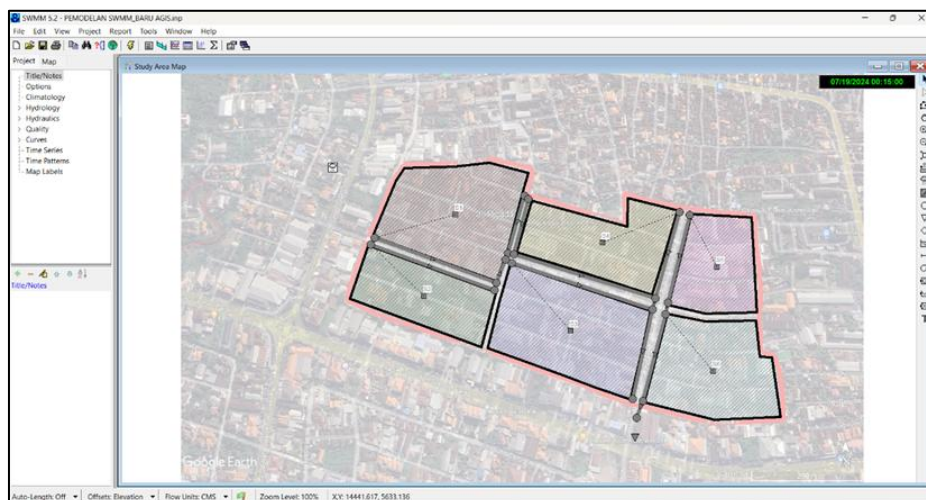 SWMM 5.2 - PEMODELAN SWMM_BARU AGIS.inp
File Edit View Project Report Tools Window Help
Project Map
Title/Notes
Options
Climatology
Hydrology
Hydraulics
Quality
Curves
Time Series
Time Patterns
Map Labels
Title/Notes
Study Area Map
07/19/2024 00:15:00
Google Earth
Auto-Length: Off Offsets: Elevation Flow Units: CMS Zoom Level: 100% X,Y: 14441.617, 5633.136